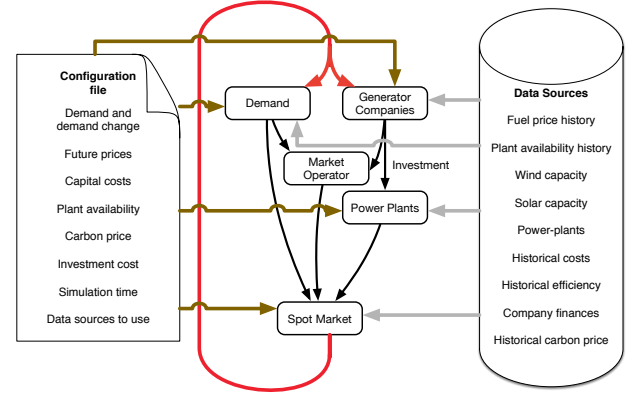 Configuration
file
Demand and
demand change
Future prices
Capital costs
Plant availability
Carbon price
Investment cost
Simulation time
Data sources to use
Demand
Generator
Companies
Market
Operator
Investment
Power Plants
Spot Market
Data Sources
Fuel price history
Plant availability history
Wind capacity
Solar capacity
Power-plants
Historical costs
Historical efficiency
Company finances
Historical carbon price